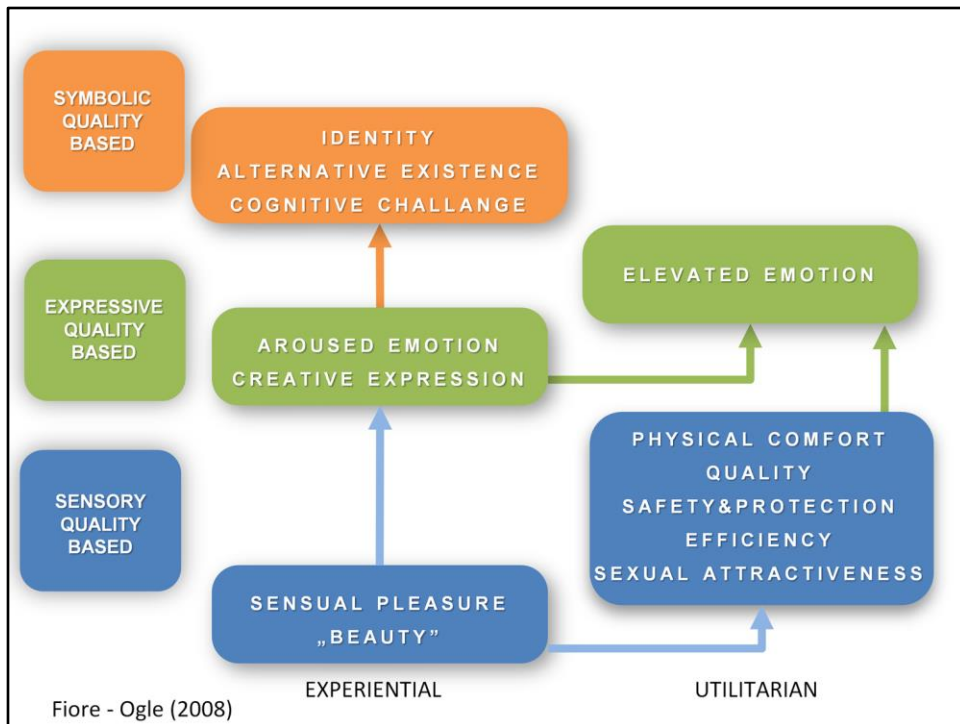 SYMBOLIC
QUALITY
BASED
IDENTITY
ALTERNATIVE EXISTENCE
COGNITIVE CHALLANGE
EXPRESSIVE
QUALITY
BASED
AROUSED EMOTION
CREATIVE EXPRESSION
ELEVATED EMOTION
SENSORY
QUALITY
BASED
SENSUAL PLEASURE
„BEAUTY”
PHYSICAL COMFORT
QUALITY
SAFETY&PROTECTION
EFFICIENCY
SEXUAL ATTRACTIVENESS
EXPERIENTIAL
UTILITARIAN
Fiore - Ogle (2008)